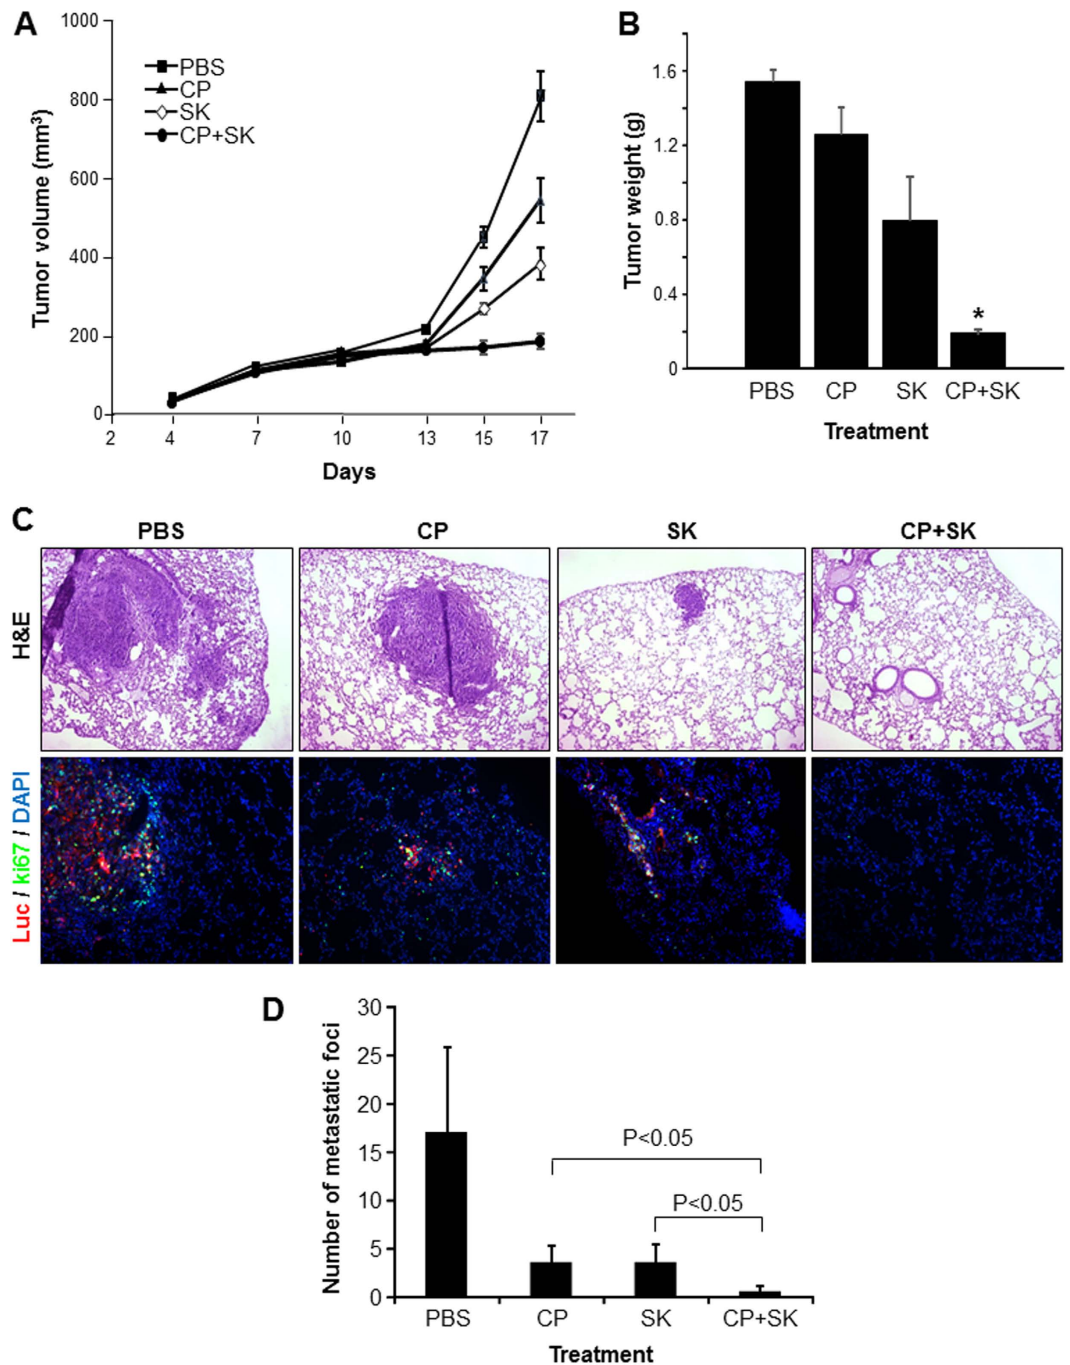 A
Tumor volume (mm³)
1000
800
600
400
200
0
PBS
CP
SK
CP+SK
2 4 7 10 13 15 17
Days
B
Tumor weight (g)
1.6
1.2
0.8
0.4
0
*
PBS CP SK CP+SK
Treatment
C
PBS CP SK CP+SK
H&E
Luc / ki67 / DAPI
D
Number of metastatic foci
30
25
20
15
10
5
0
P<0.05
P<0.05
PBS CP SK CP+SK
Treatment